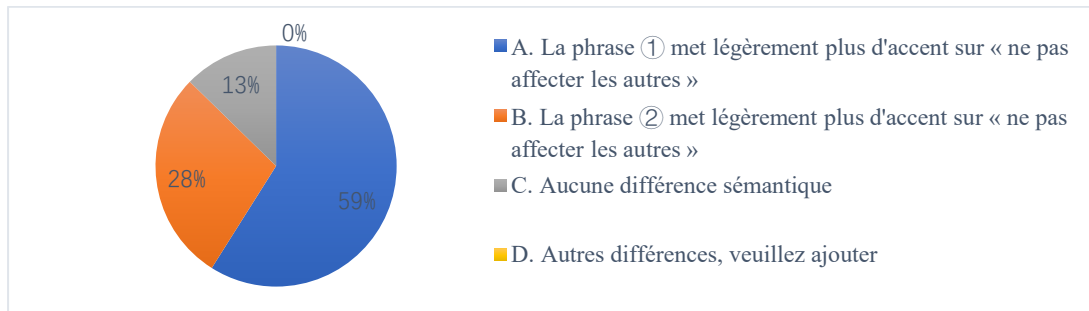 0%
13%
28%
59%
A. La phrase ① met légèrement plus d'accent sur « ne pas
affecter les autres »
B. La phrase ② met légèrement plus d'accent sur « ne pas
affecter les autres »
C. Aucune différence sémantique
D. Autres différences, veuillez ajouter